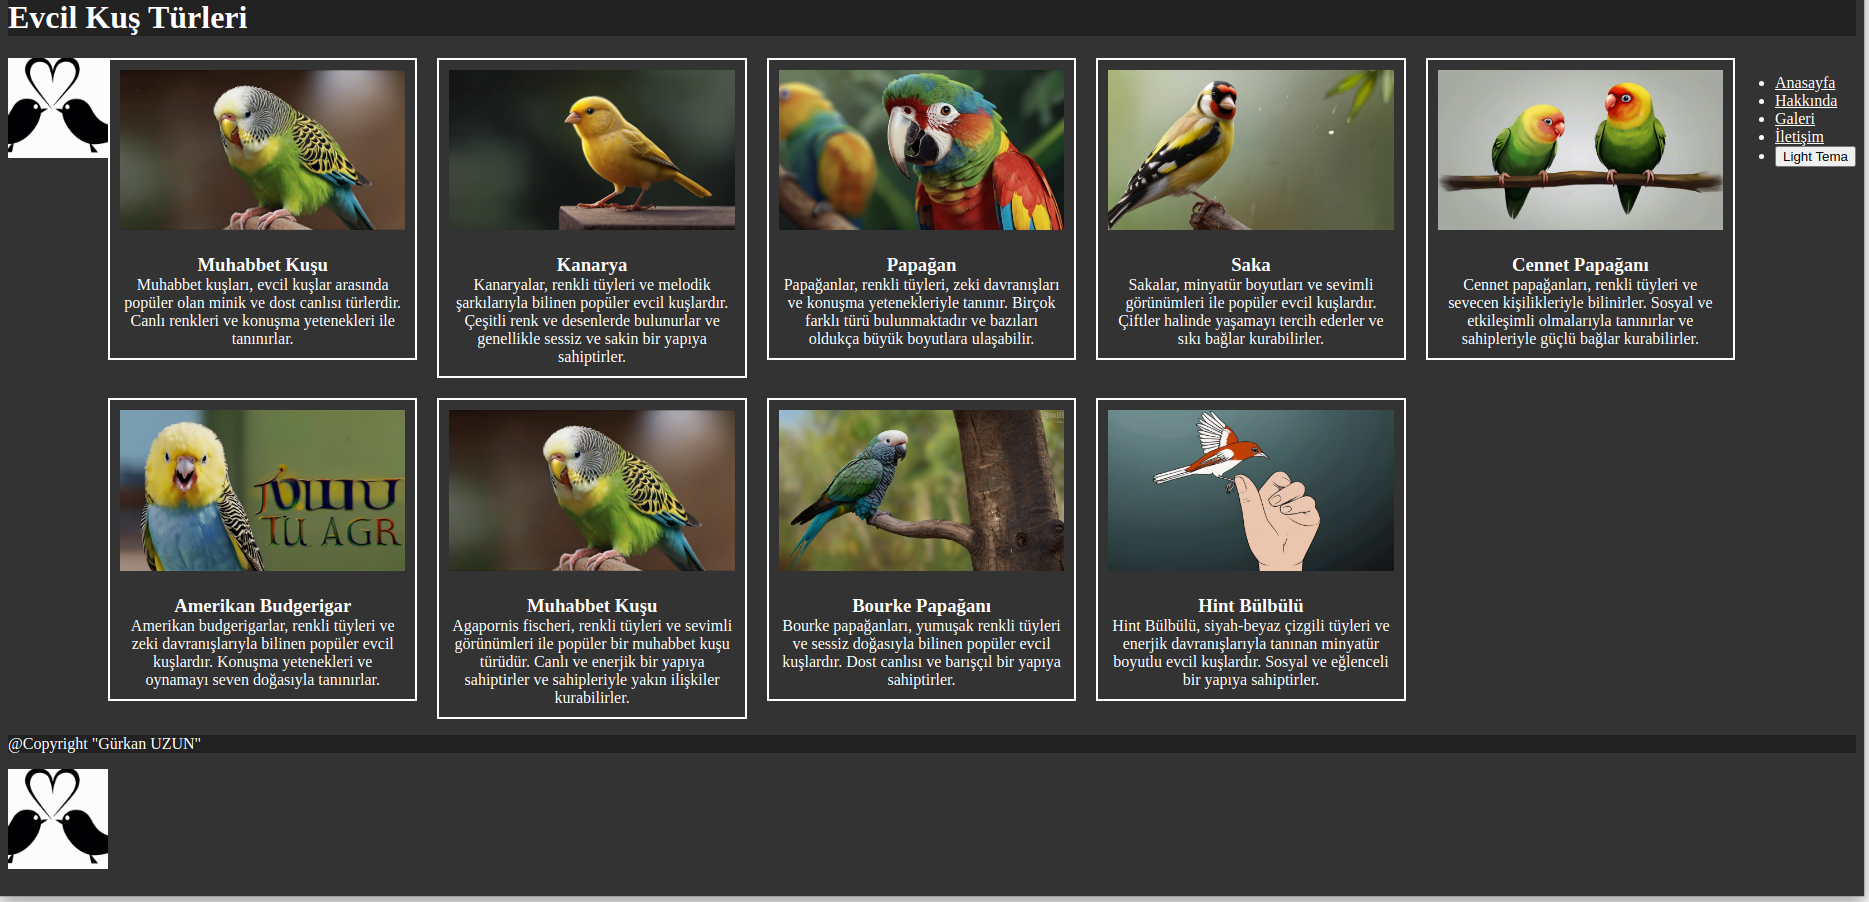 Evcil Kuş Türleri
Muhabbet Kuşu
Muhabbet kuşları, evcil kuşlar arasında
popüler olan minik ve dost canlısı türlerdir.
Canlı renkleri ve konuşma yetenekleri ile
tanınırlar.
Kanarya
Kanaryalar, renkli tüyleri ve melodik
şarkılarıyla bilinen popüler evcil kuşlardır.
Çeşitli renk ve desenlerde bulunurlar ve
genellikle sessiz ve sakin bir yapıya
sahiptirler.
Papağan
Papağanlar, renkli tüyleri, zeki davranışları
ve konuşma yetenekleriyle tanınır. Birçok
farklı türü bulunmaktadır ve bazıları
oldukça büyük boyutlara ulaşabilir.
Saka
Sakalar, minyatür boyutları ve sevimli
görünümleri ile popüler evcil kuşlardır.
Çiftler halinde yaşamayı tercih ederler ve
sıkı bağlar kurabilirler.
Cennet Papağanı
Cennet papağanları, renkli tüyleri ve
sevecen kişilikleriyle bilinirler. Sosyal ve
etkileşimli olmalarıyla tanınırlar ve
sahipleriyle güçlü bağlar kurabilirler.
Anasayfa
Hakkında
Galeri
İletişim
Light Tema
TU AGR
Amerikan Budgerigar
Amerikan budgerigarlar, renkli tüyleri ve
zeki davranışlarıyla bilinen popüler evcil
kuşlardır. Konuşma yetenekleri ve
oynamayı seven doğasıyla tanınırlar.
Muhabbet Kuşu
Agapornis fischeri, renkli tüyleri ve sevimli
görünümleri ile popüler bir muhabbet kuşu
türüdür. Canlı ve enerjik bir yapıya
sahiptirler ve sahipleriyle yakın ilişkiler
kurabilirler.
Bourke Papağanı
Bourke papağanları, yumuşak renkli tüyleri
ve sessiz doğasıyla bilinen popüler evcil
kuşlardır. Dost canlısı ve barışçıl bir yapıya
sahiptirler.
Hint Bülbülü
Hint Bülbülü, siyah-beyaz çizgili tüyleri ve
enerjik davranışlarıyla tanınan minyatür
boyutlu evcil kuşlardır. Sosyal ve eğlenceli
bir yapıya sahiptirler.
@Copyright "Gürkan UZUN"